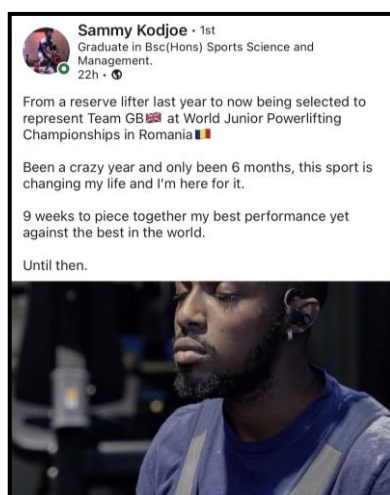 Sammy Kodjoe · 1st
Graduate in Bsc(Hons) Sports Science and
Management.
22h ·
From a reserve lifter last year to now being selected to
represent Team GB🇬🇧 at World Junior Powerlifting
Championships in Romania🇷🇴
Been a crazy year and only been 6 months, this sport is
changing my life and I'm here for it.
9 weeks to piece together my best performance yet
against the best in the world.
Until then.